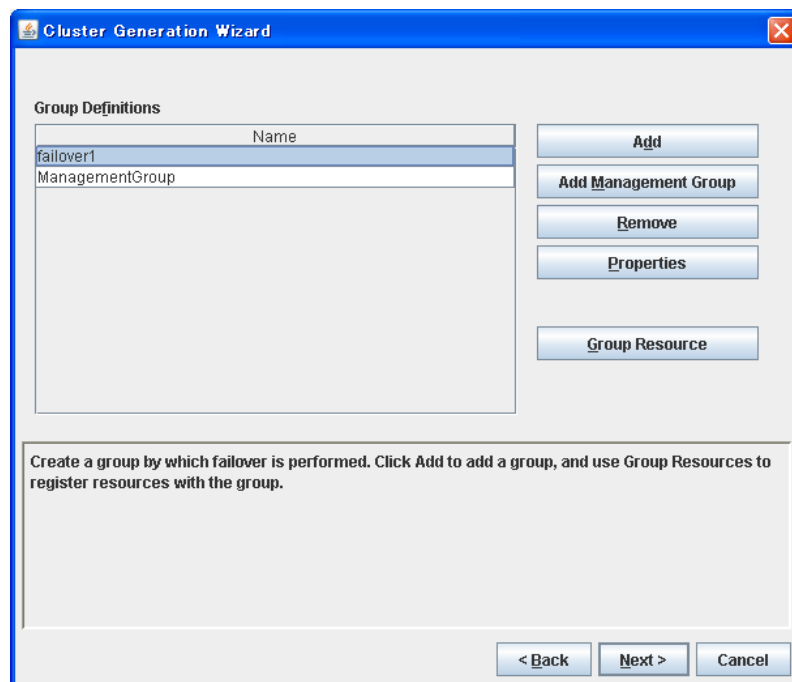 Cluster Generation Wizard
Group Definitions
Name
failover1
ManagementGroup
Add
Add Management Group
Remove
Properties
Group Resource
Create a group by which failover is performed. Click Add to add a group, and use Group Resources to
register resources with the group.
< Back
Next >
Cancel